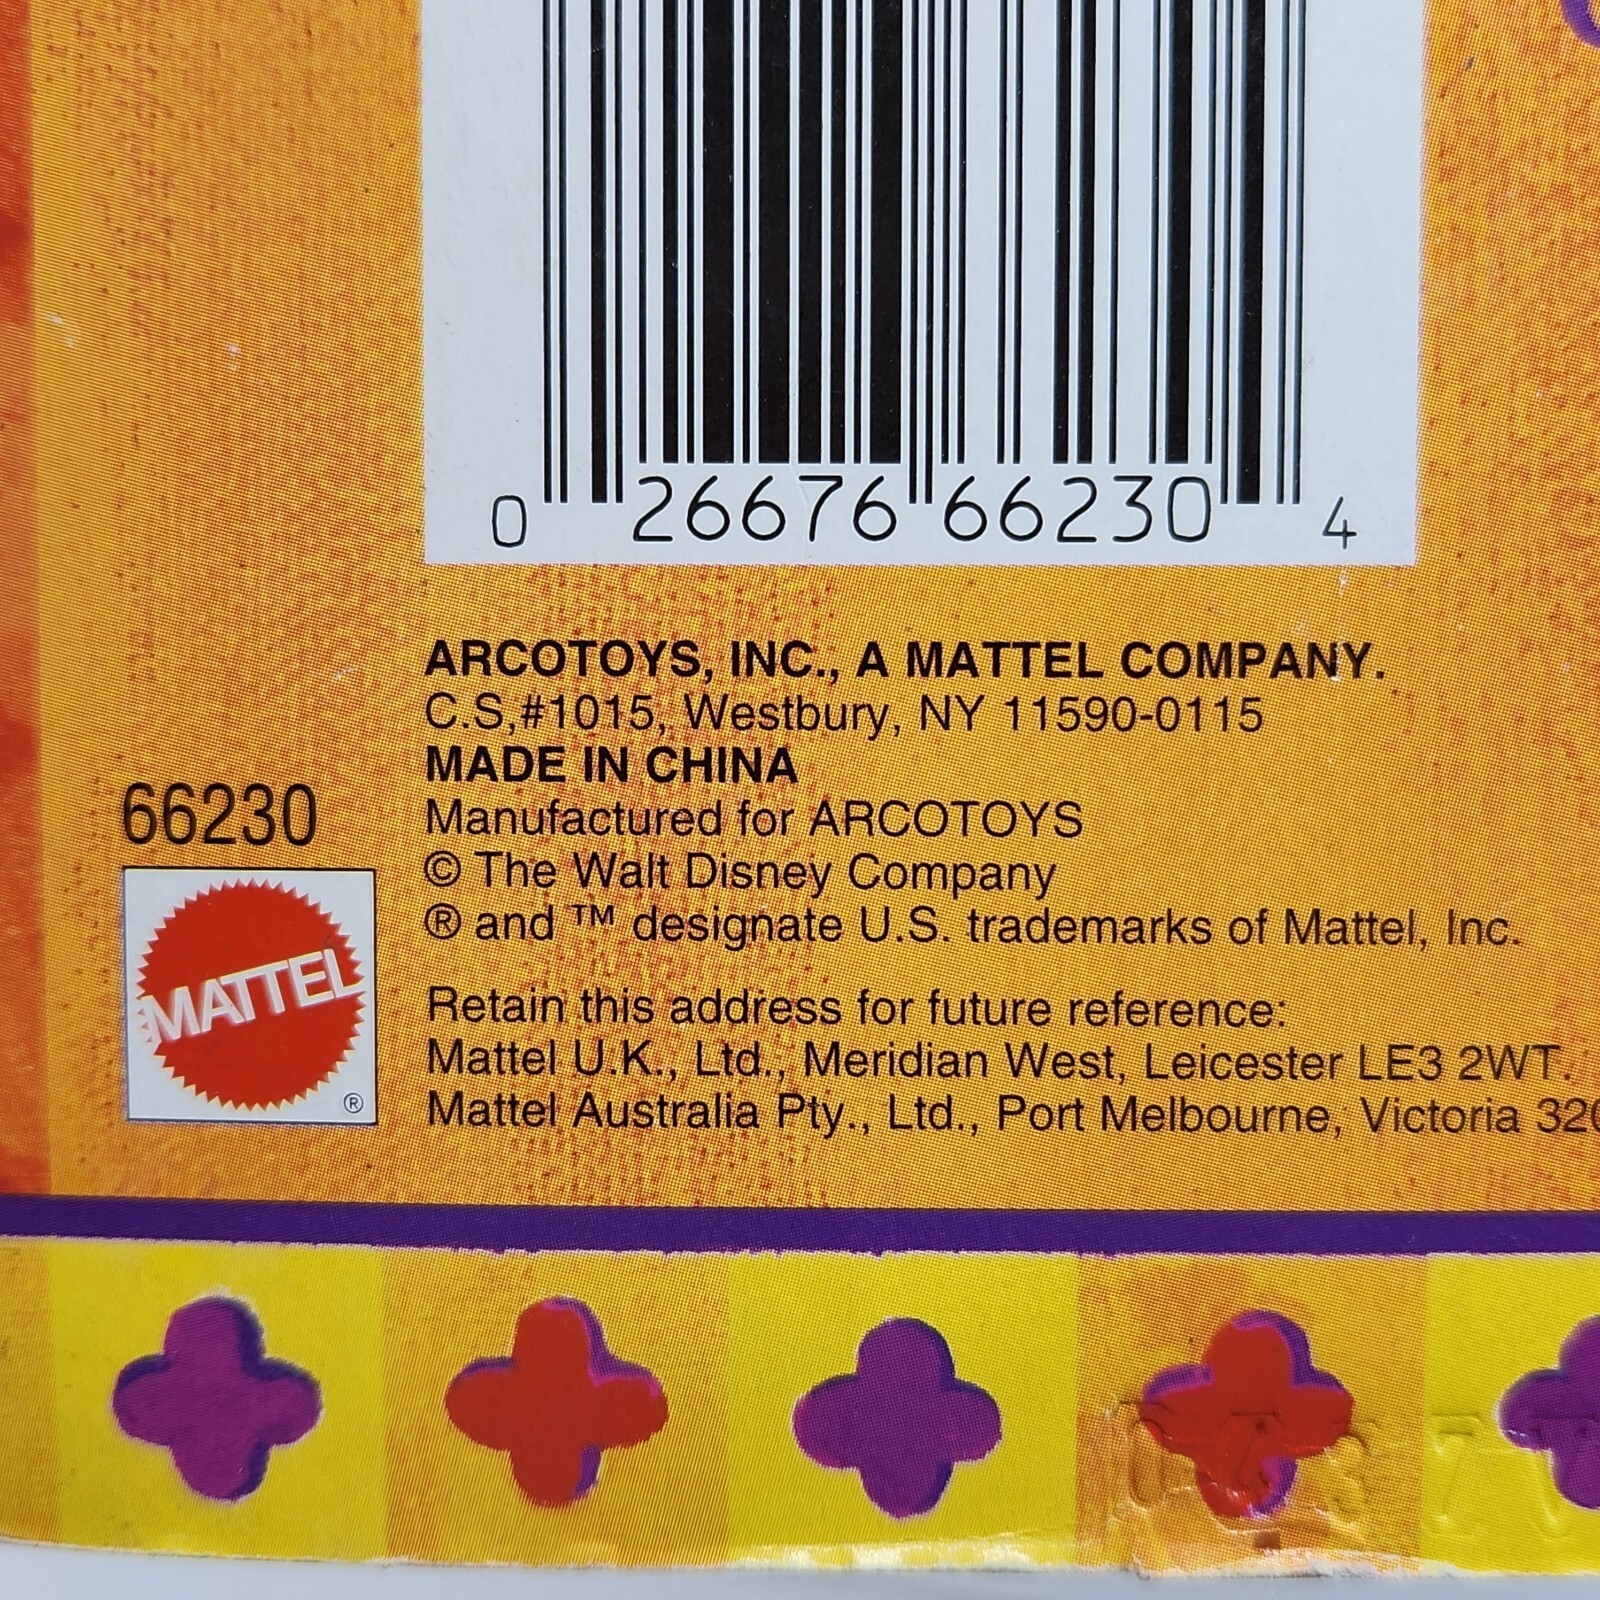 0 26676 66230 4
ARCOTOYS, INC., A MATTEL COMPANY.
C.S,#1015, Westbury, NY 11590-0115
MADE IN CHINA
Manufactured for ARCOTOYS
© The Walt Disney Company
® and ™ designate U.S. trademarks of Mattel, Inc.
66230
MATTEL
®
Retain this address for future reference:
Mattel U.K., Ltd., Meridian West, Leicester LE3 2WT.
Mattel Australia Pty., Ltd., Port Melbourne, Victoria